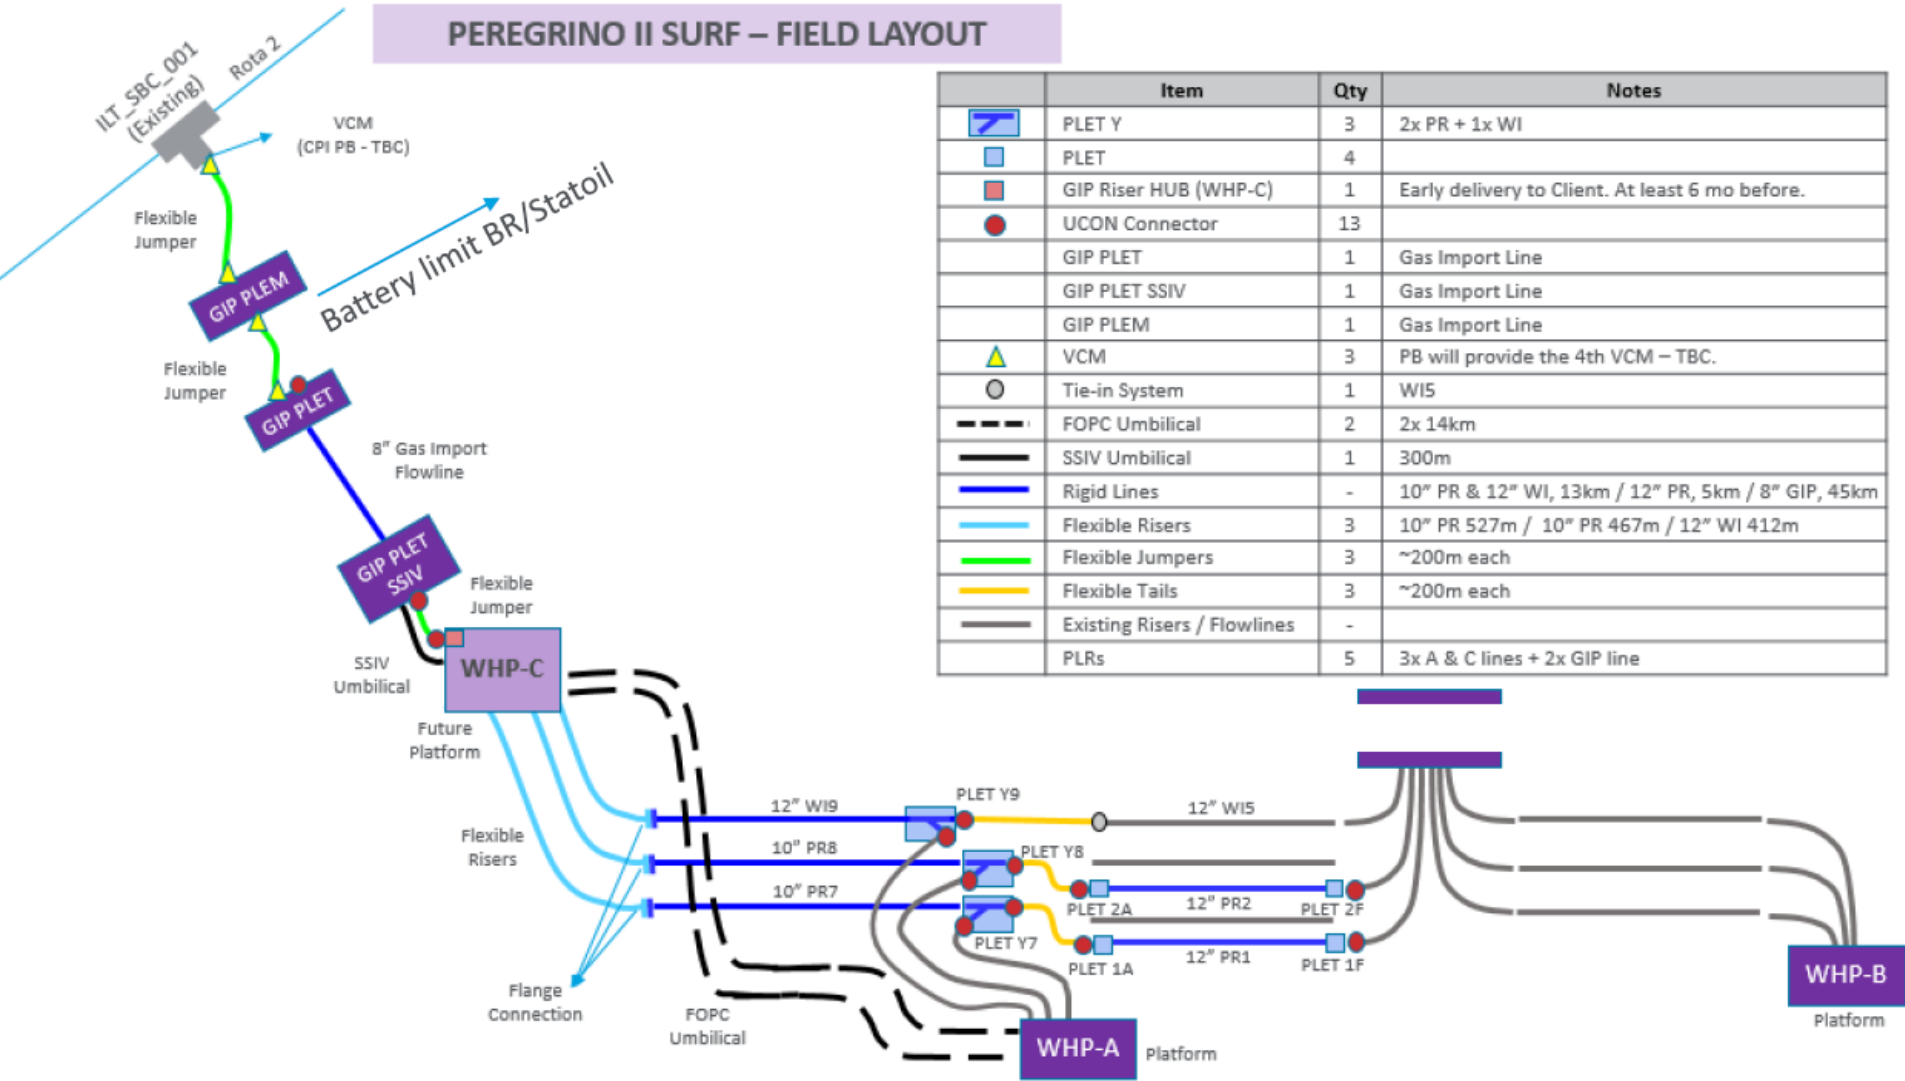 PEREGRINO II SURF – FIELD LAYOUT
ILT_SBC_001
(Existing)
Rota 2
VCM
(CPI PB - TBC)
Flexible
Jumper
Battery limit BR/Statoil
GIP PLEM
Flexible
Jumper
GIP PLET
8” Gas Import
Flowline
GIP PLET
SSIV
Flexible
Jumper
SSIV
Umbilical
WHP-C
Future
Platform
Item Qty Notes
PLET Y 3 2x PR + 1x WI
PLET 4
GIP Riser HUB (WHP-C) 1 Early delivery to Client. At least 6 mo before.
UCON Connector 13
GIP PLET 1 Gas Import Line
GIP PLET SSIV 1 Gas Import Line
GIP PLEM 1 Gas Import Line
VCM 3 PB will provide the 4th VCM – TBC.
Tie-in System 1 WI5
FOPC Umbilical 2 2x 14km
SSIV Umbilical 1 300m
Rigid Lines - 10” PR & 12” WI, 13km / 12” PR, 5km / 8” GIP, 45km
Flexible Risers 3 10” PR 527m / 10” PR 467m / 12” WI 412m
Flexible Jumpers 3 ~200m each
Flexible Tails 3 ~200m each
Existing Risers / Flowlines -
PLRs 5 3x A & C lines + 2x GIP line
Flexible
Risers
12” WI9
PLET Y9
12” WI5
10” PR8
PLET Y8
10” PR7
PLET 2A
12” PR2
PLET 2F
PLET Y7
PLET 1A
12” PR1
PLET 1F
Flange
Connection
FOPC
Umbilical
WHP-A
Platform
WHP-B
Platform